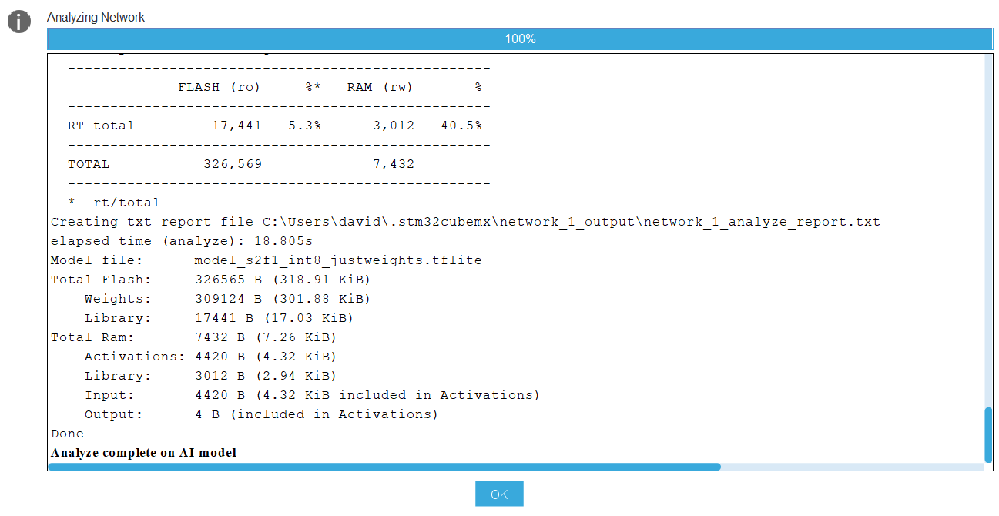 Analyzing Network
100%
------------------------------------------------------
FLASH (ro) %* RAM (rw) %
------------------------------------------------------
RT total 17,441 5.3% 3,012 40.5%
------------------------------------------------------
TOTAL 326,569 7,432
------------------------------------------------------
* rt/total
Creating txt report file C:\Users\david\.stm32cubemx\network_1_output\network_1_analyze_report.txt
elapsed time (analyze): 18.805s
Model file: model_s2f1_int8_justweights.tflite
Total Flash: 326565 B (318.91 KiB)
Weights: 309124 B (301.88 KiB)
Library: 17441 B (17.03 KiB)
Total Ram: 7432 B (7.26 KiB)
Activations: 4420 B (4.32 KiB)
Library: 3012 B (2.94 KiB)
Input: 4420 B (4.32 KiB included in Activations)
Output: 4 B (included in Activations)
Done
Analyze complete on AI model
OK